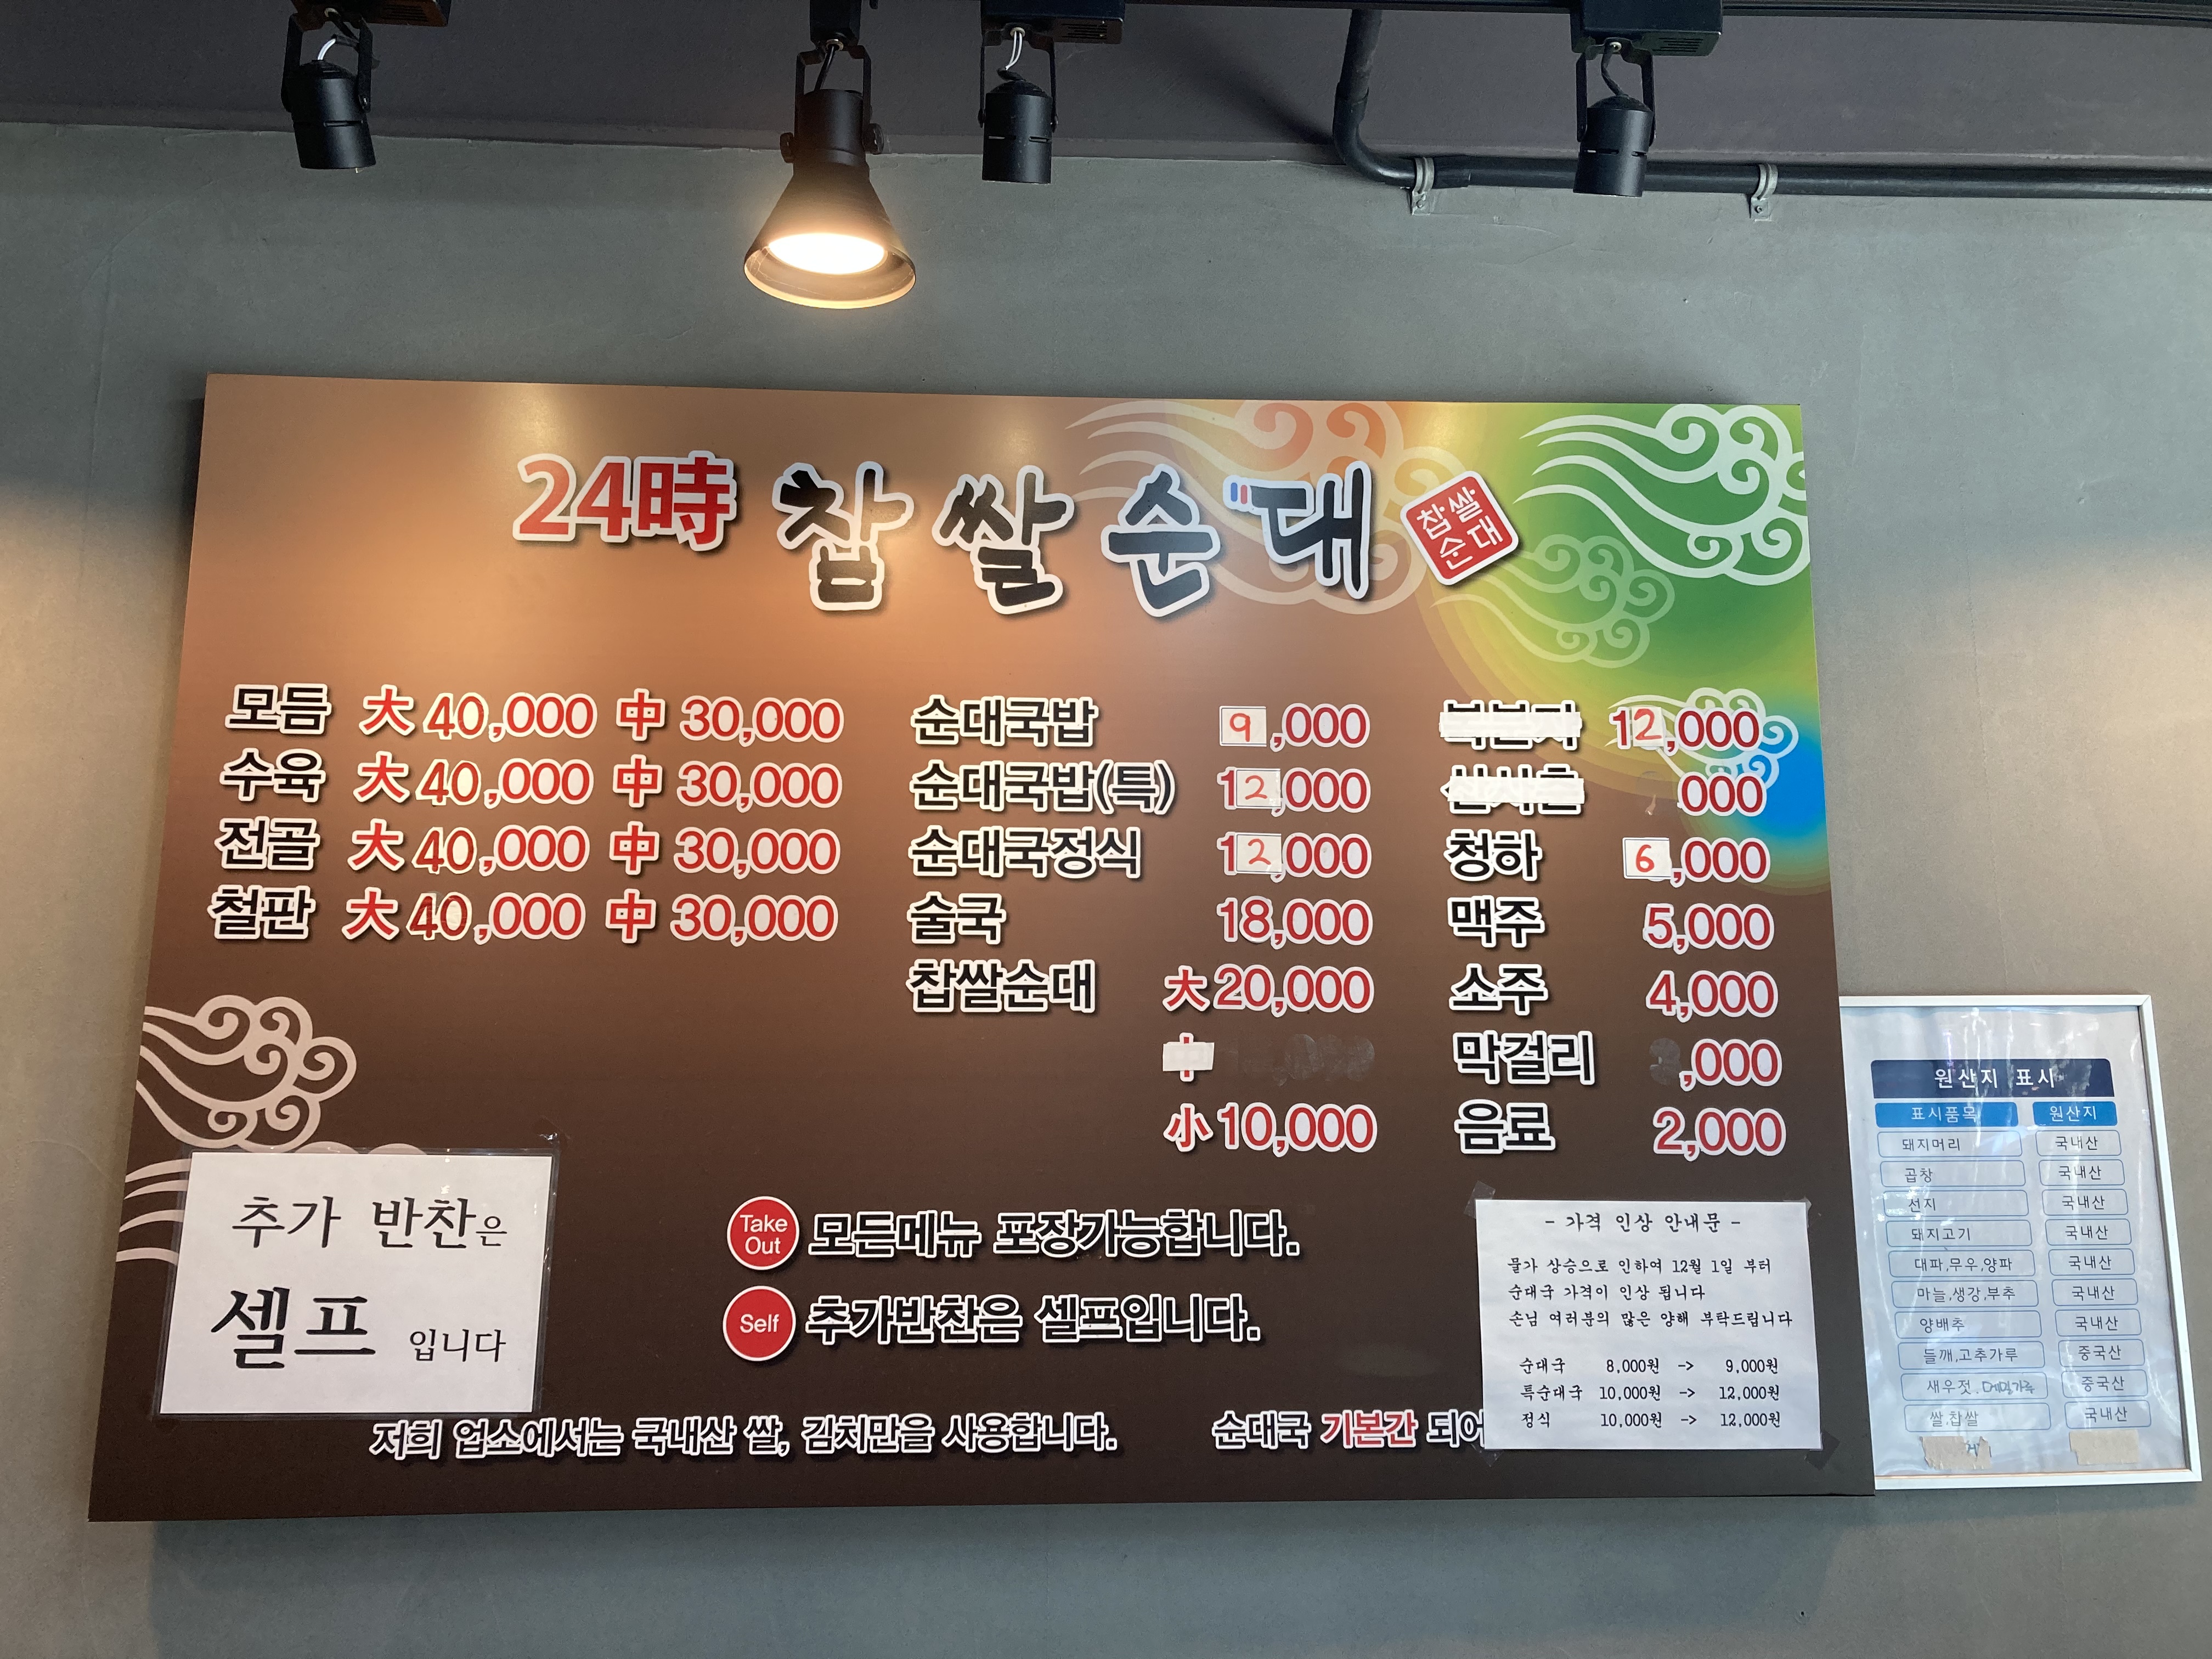 24時 찹쌀순대
찹쌀
순대
모듬 大 40,000 中 30,000
수육 大 40,000 中 30,000
전골 大 40,000 中 30,000
철판 大 40,000 中 30,000
순대국밥 9,000
순대국밥(특) 12,000
순대국정식 12,000
술국 18,000
찹쌀순대 大 20,000
小 10,000
12,000
000
청하 6,000
맥주 5,000
소주 4,000
막걸리 ,000
음료 2,000
추가 반찬은
셀프 입니다
Take Out 모든메뉴 포장가능합니다.
Self 추가반찬은 셀프입니다.
저희 업소에서는 국내산 쌀, 김치만을 사용합니다.
순대국 기본간 되어
- 가격 인상 안내문 -
물가 상승으로 인하여 12월 1일 부터
순대국 가격이 인상 됩니다
손님 여러분의 많은 양해 부탁드립니다
순대국 8,000원 -> 9,000원
특순대국 10,000원 -> 12,000원
정식 10,000원 -> 12,000원
원산지 표시
표시품목 원산지
돼지머리 국내산
곱창 국내산
선지 국내산
돼지고기 국내산
대파,무우,양파 국내산
마늘,생강,부추 국내산
양배추 국내산
들깨,고추가루 중국산
새우젓, 중국산
쌀,찹쌀 국내산